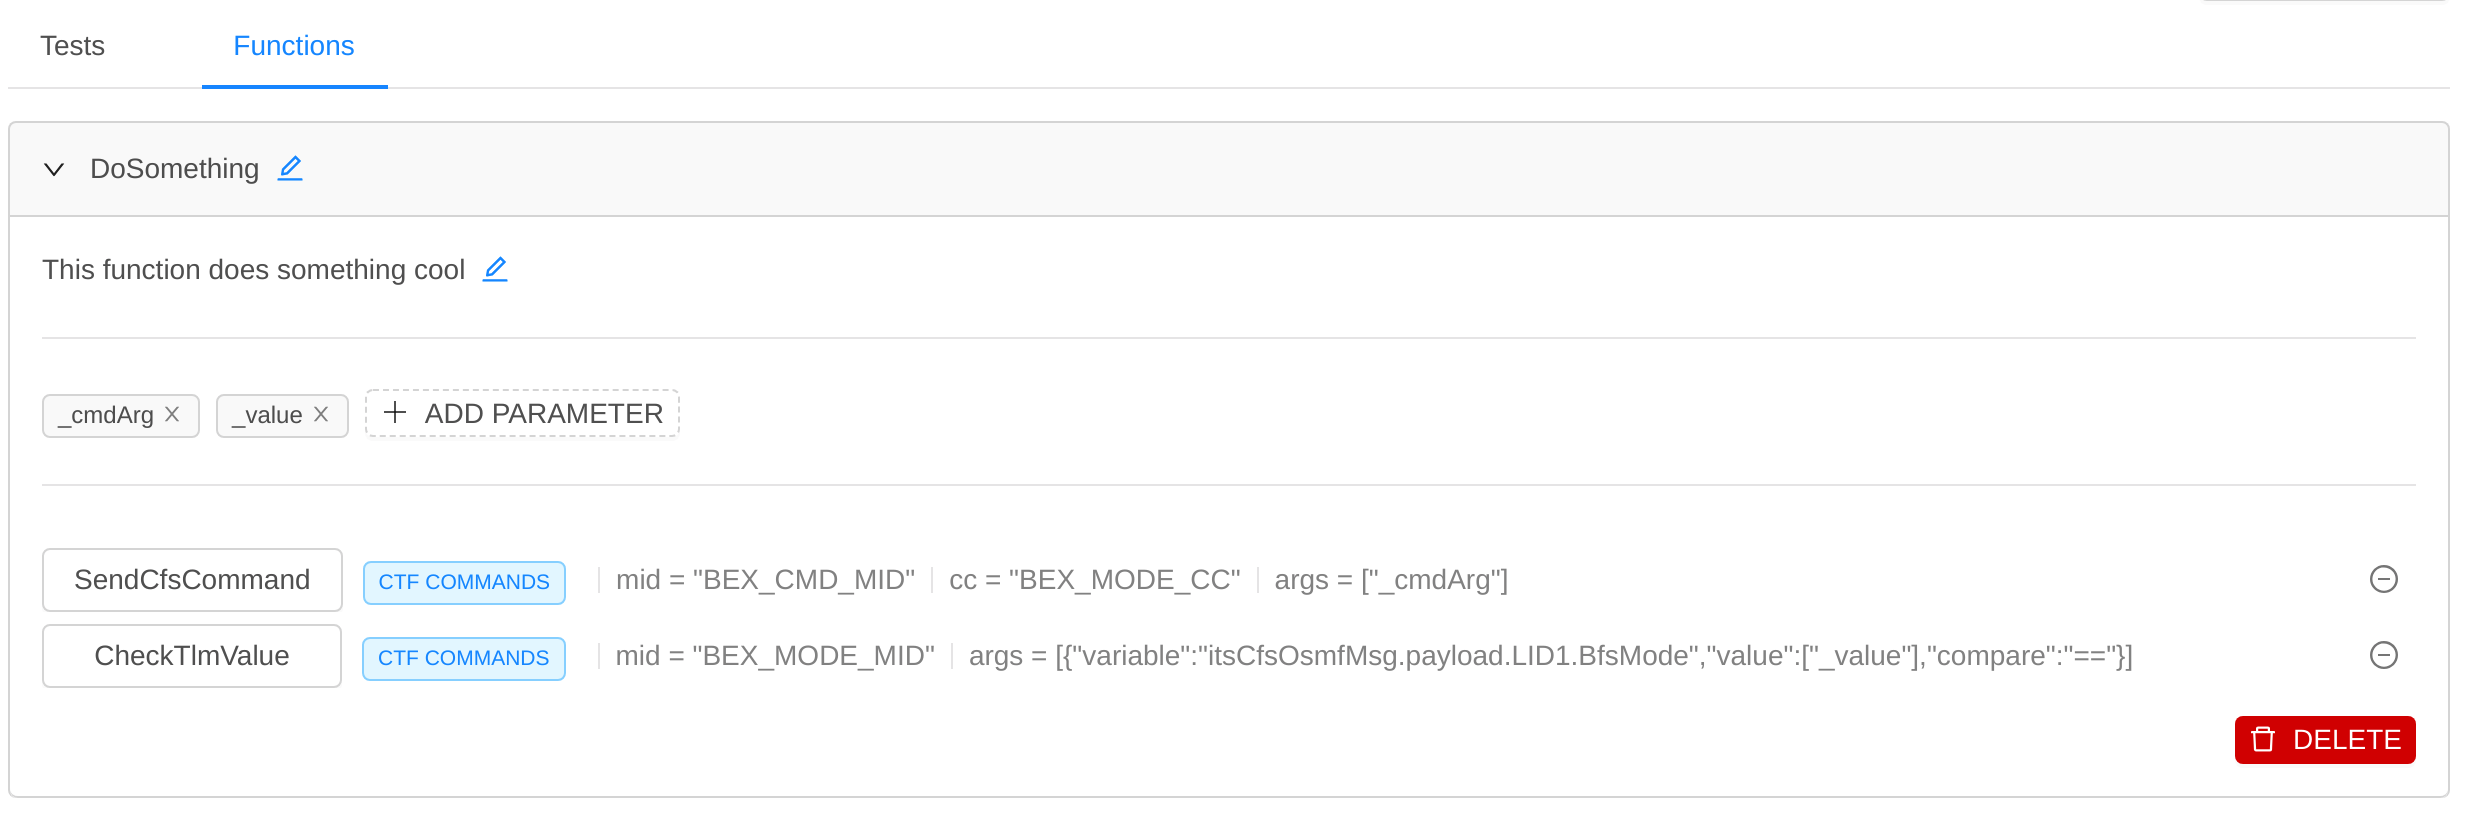 Tests Functions
DoSomething
This function does something cool
_cmdArg _value ADD PARAMETER
SendCfsCommand CTF COMMANDS mid = "BEX_CMD_MID" cc = "BEX_MODE_CC" args = ["_cmdArg"]
CheckTlmValue CTF COMMANDS mid = "BEX_MODE_MID" args = [{"variable":"itsCfsOsmfMsg.payload.LID1.BfsMode","value":["_value"],"compare":"=="}]
DELETE